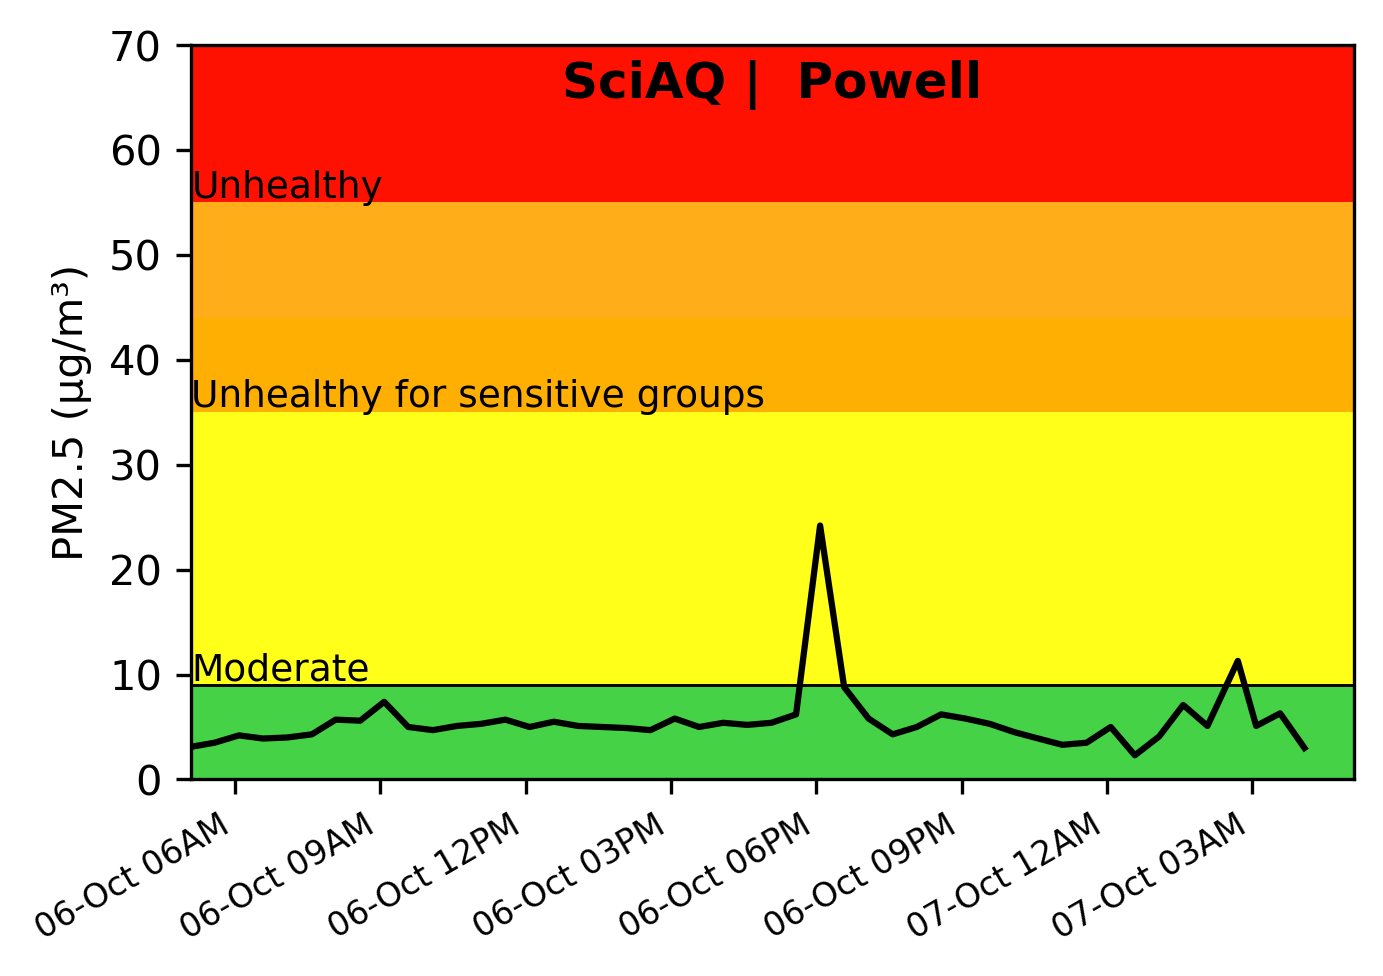 SciAQ |  Powell
70
60
50
40
30
20
10
0
PM2.5 (µg/m³)
Unhealthy
Unhealthy for sensitive groups
Moderate
06-Oct 06AM
06-Oct 09AM
06-Oct 12PM
06-Oct 03PM
06-Oct 06PM
06-Oct 09PM
07-Oct 12AM
07-Oct 03AM